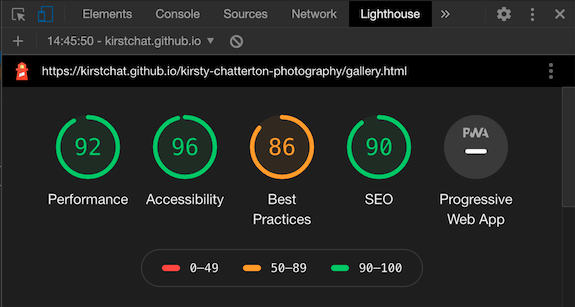 Elements Console Sources Network Lighthouse »
+ 14:45:50 - kirstchat.github.io
https://kirstchat.github.io/kirsty-chatterton-photography/gallery.html
92 96 86 90 PWA
Performance Accessibility Best Practices SEO Progressive Web App
0–49 50–89 90–100